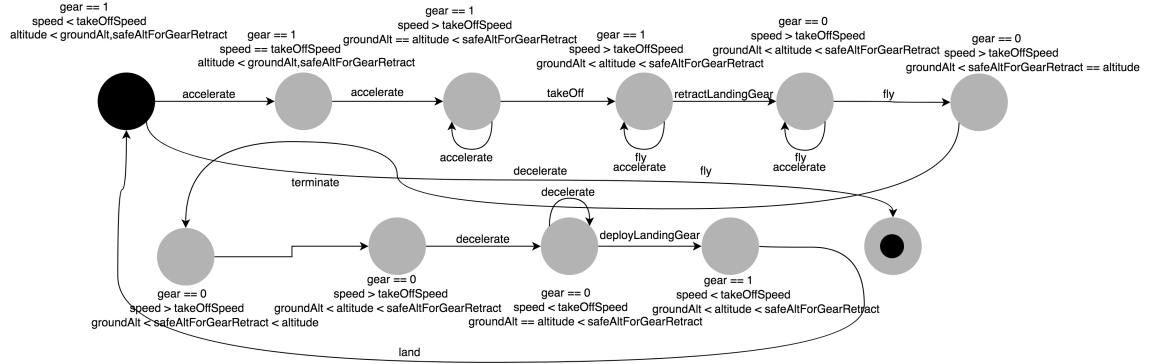 gear == 1
speed < takeOffSpeed
altitude < groundAlt,safeAltForGearRetract
gear == 1
speed == takeOffSpeed
altitude < groundAlt,safeAltForGearRetract
gear == 1
speed > takeOffSpeed
groundAlt == altitude < safeAltForGearRetract
gear == 1
speed > takeOffSpeed
groundAlt < altitude < safeAltForGearRetract
gear == 0
speed > takeOffSpeed
groundAlt < altitude < safeAltForGearRetract
gear == 0
speed > takeOffSpeed
groundAlt < safeAltForGearRetract == altitude
accelerate
accelerate
takeOff
retractLandingGear
fly
accelerate
fly
accelerate
fly
accelerate
decelerate
fly
terminate
decelerate
decelerate
deployLandingGear
gear == 0
speed > takeOffSpeed
groundAlt < safeAltForGearRetract < altitude
gear == 0
speed > takeOffSpeed
groundAlt < altitude < safeAltForGearRetract
gear == 0
speed < takeOffSpeed
groundAlt == altitude < safeAltForGearRetract
gear == 1
speed < takeOffSpeed
groundAlt < altitude < safeAltForGearRetract
land